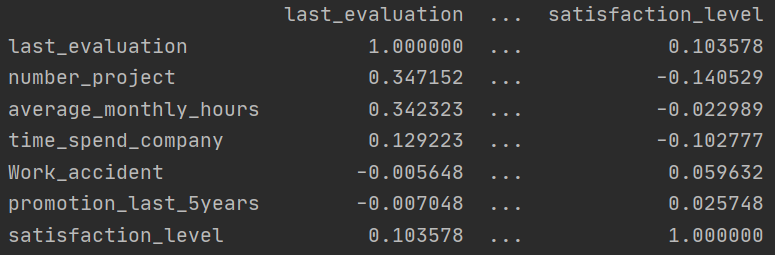 last_evaluation ... satisfaction_level
last_evaluation 1.000000 ... 0.103578
number_project 0.347152 ... -0.140529
average_monthly_hours 0.342323 ... -0.022989
time_spend_company 0.129223 ... -0.102777
Work_accident -0.005648 ... 0.059632
promotion_last_5years -0.007048 ... 0.025748
satisfaction_level 0.103578 ... 1.000000